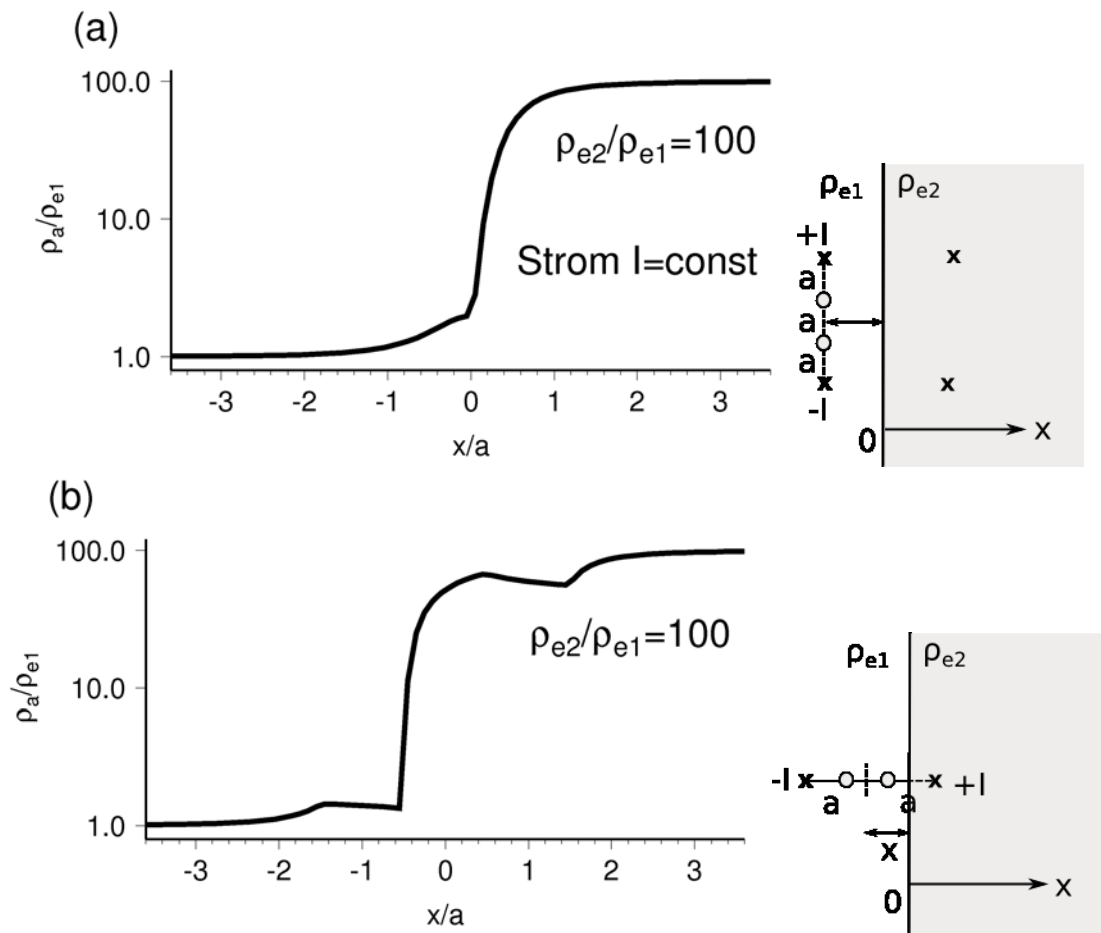 (a)
100.0
10.0
1.0
ρa/ρe1
ρe2/ρe1=100
Strom I=const
-3 -2 -1 0 1 2 3
x/a
ρe1 ρe2
+I
x x
a
a
a
x x
-I
0 x
(b)
100.0
10.0
1.0
ρa/ρe1
ρe2/ρe1=100
-3 -2 -1 0 1 2 3
x/a
ρe1 ρe2
-I x x +I
a a
x
0 x